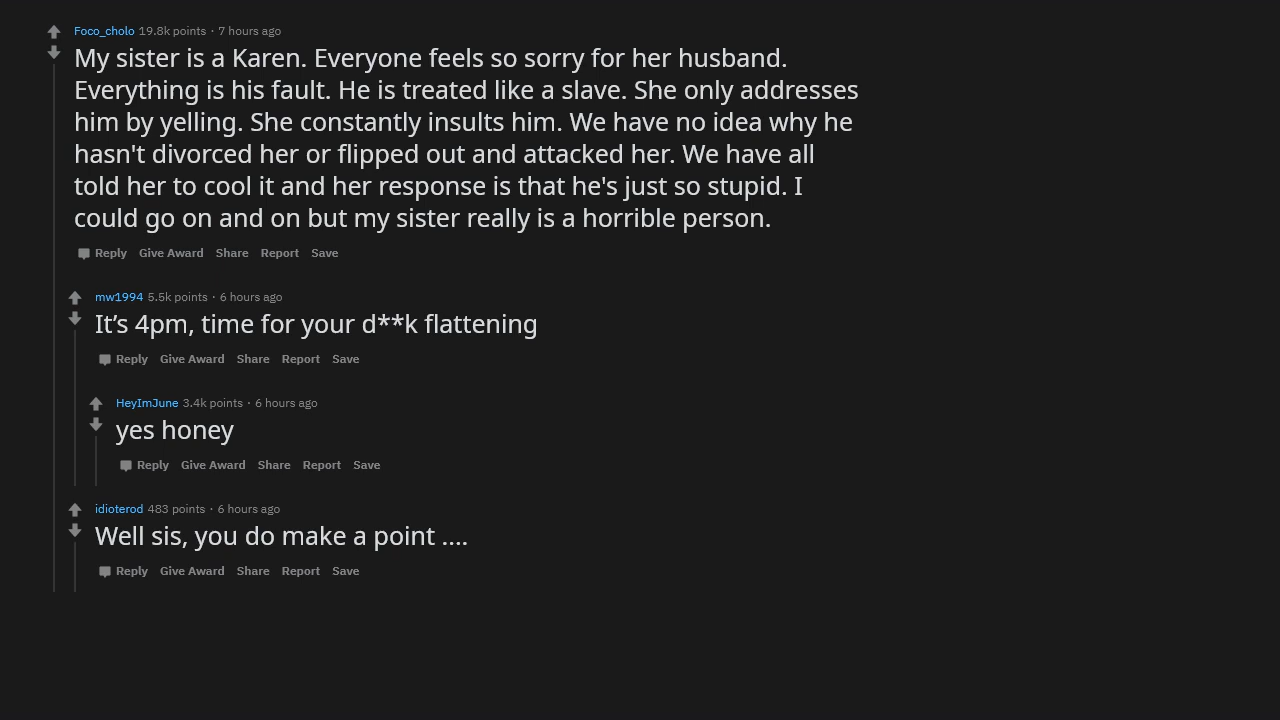 Foco_cholo 19.8k points · 7 hours ago
My sister is a Karen. Everyone feels so sorry for her husband.
Everything is his fault. He is treated like a slave. She only addresses
him by yelling. She constantly insults him. We have no idea why he
hasn't divorced her or flipped out and attacked her. We have all
told her to cool it and her response is that he's just so stupid. I
could go on and on but my sister really is a horrible person.
Reply Give Award Share Report Save
mw1994 5.5k points · 6 hours ago
It’s 4pm, time for your d**k flattening
Reply Give Award Share Report Save
HeyImJune 3.4k points · 6 hours ago
yes honey
Reply Give Award Share Report Save
idioterod 483 points · 6 hours ago
Well sis, you do make a point ....
Reply Give Award Share Report Save